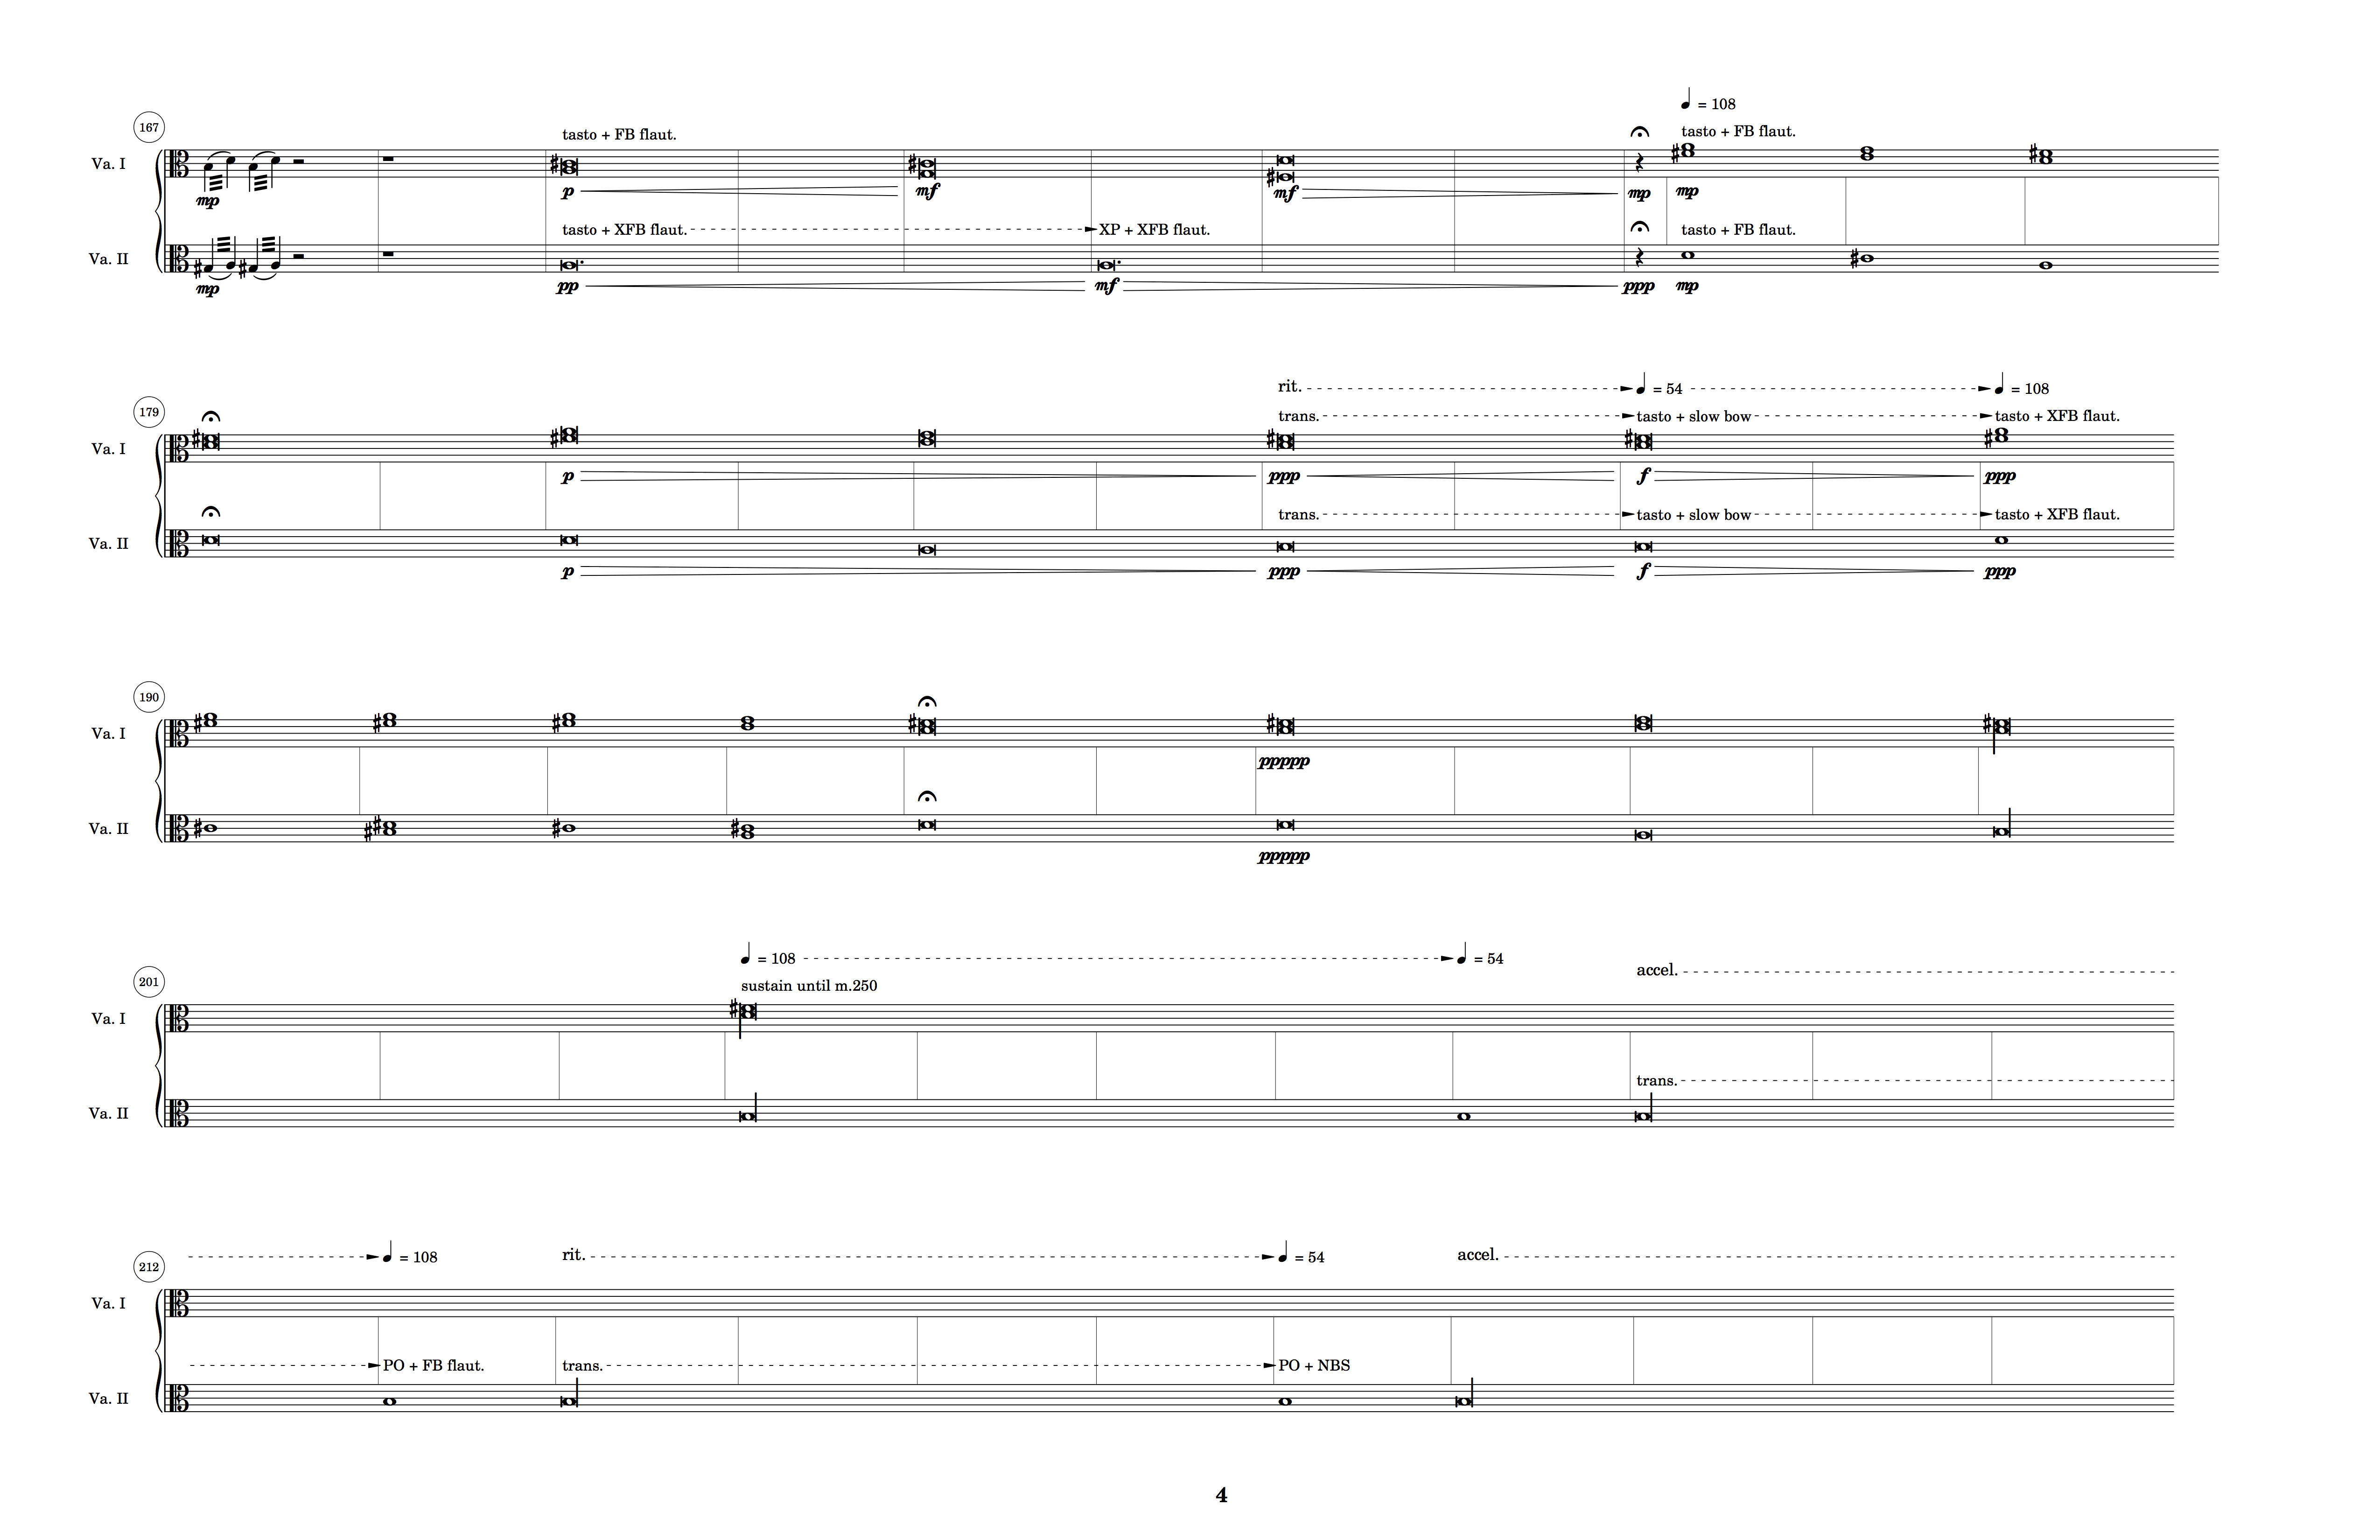 = 108
167
tasto + FB flaut.
tasto + FB flaut.
Va. I
mp
p
mf
mf
mp
mp
tasto + XFB flaut.
XP + XFB flaut.
tasto + FB flaut.
Va. II
mp
pp
mf
ppp
mp
rit.
= 54
= 108
179
trans.
tasto + slow bow
tasto + XFB flaut.
Va. I
p
ppp
f
ppp
trans.
tasto + slow bow
tasto + XFB flaut.
Va. II
p
ppp
f
ppp
190
Va. I
ppppp
Va. II
ppppp
= 108
= 54
accel.
201
sustain until m.250
Va. I
trans.
Va. II
= 108
rit.
= 54
accel.
212
Va. I
PO + FB flaut.
trans.
PO + NBS
Va. II
4